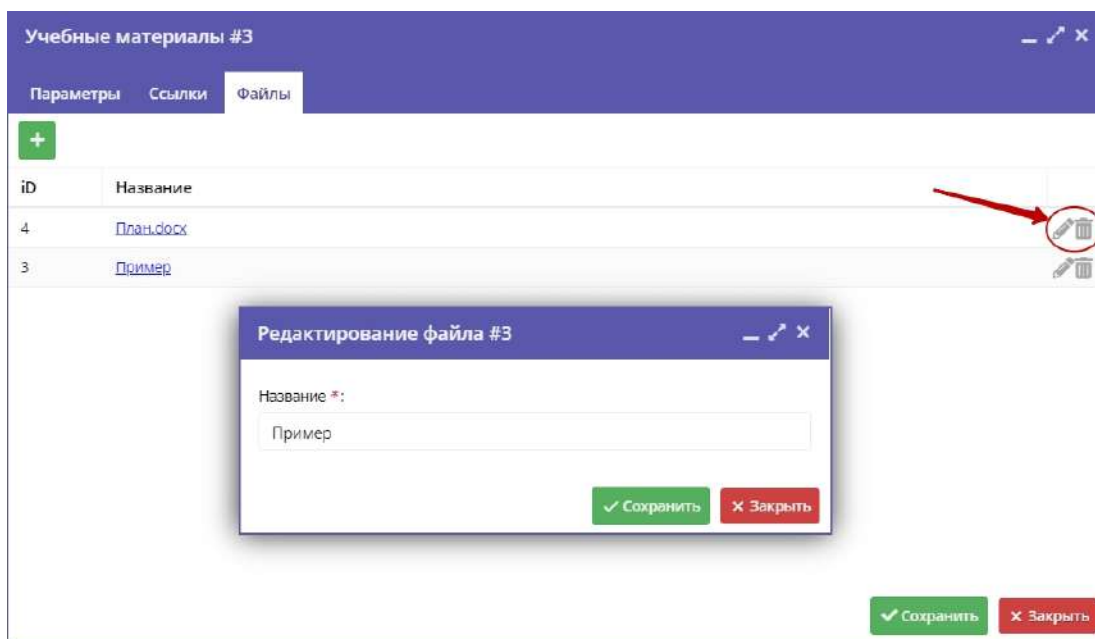 Учебные материалы #3
Параметры Ссылки Файлы
iD Название
4 План.docx
3 Пример
Редактирование файла #3
Название *:
Пример
Сохранить Закрыть
Сохранить Закрыть